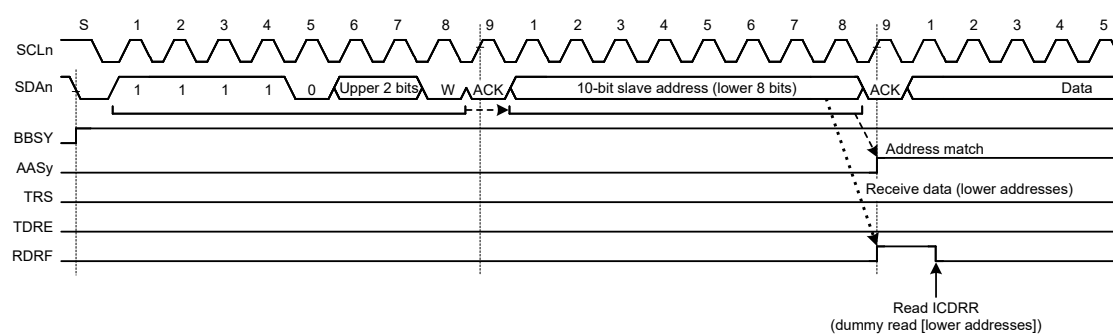 S 1 2 3 4 5 6 7 8 9 1 2 3 4 5 6 7 8 9 1 2 3 4 5
SCLn
SDAn 1 1 1 1 0 Upper 2 bits W ACK 10-bit slave address (lower 8 bits) ACK Data
BBSY
Address match
AASy
Receive data (lower addresses)
TRS
TDRE
RDRF
Read ICDRR
(dummy read [lower addresses])